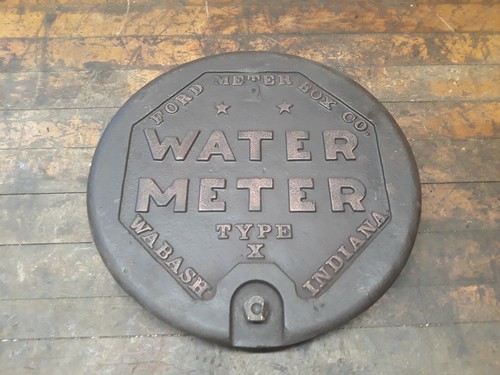 FORD METER BOX CO.
WATER
METER
TYPE
X
WABASH
INDIANA